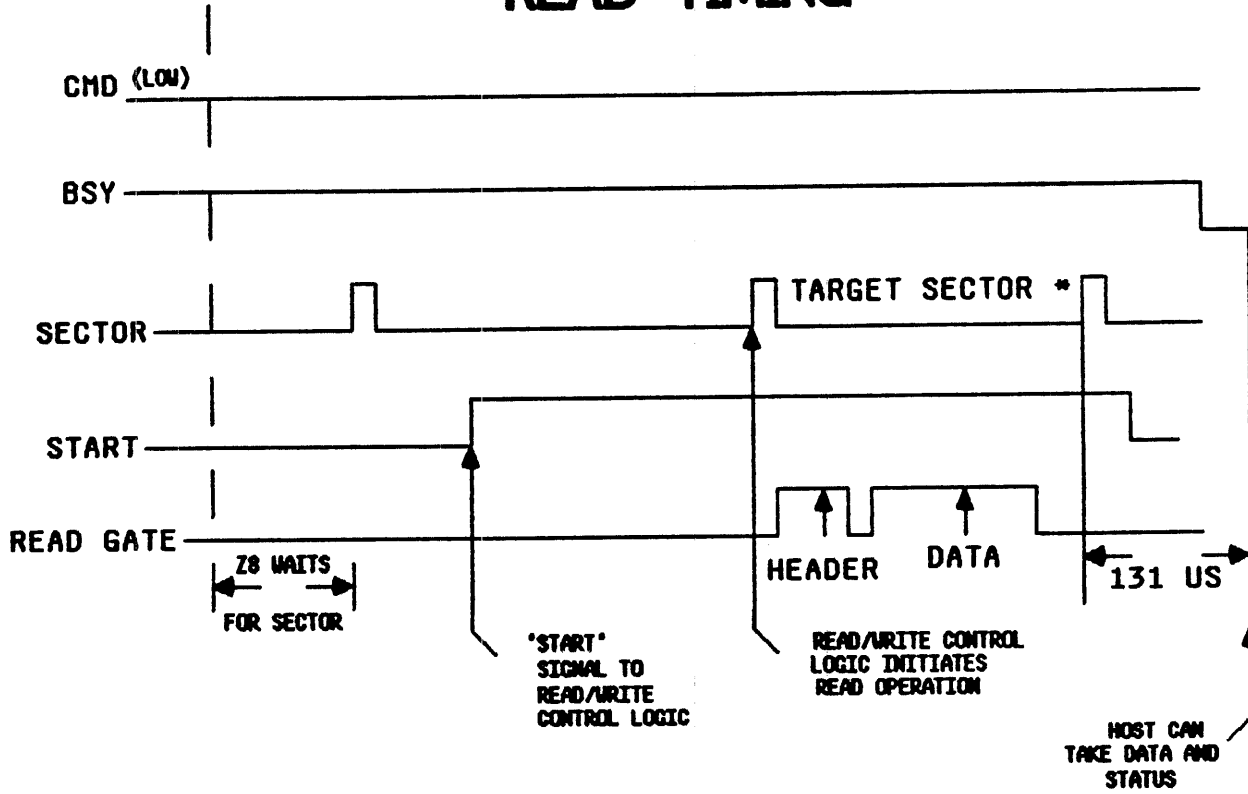 READ TIMING
CMD (LOW)
BSY
SECTOR
TARGET SECTOR *
START
READ GATE
Z8 WAITS
FOR SECTOR
HEADER
DATA
131 US
"START"
SIGNAL TO
READ/WRITE
CONTROL LOGIC
READ/WRITE CONTROL
LOGIC INITIATES
READ OPERATION
HOST CAN
TAKE DATA AND
STATUS